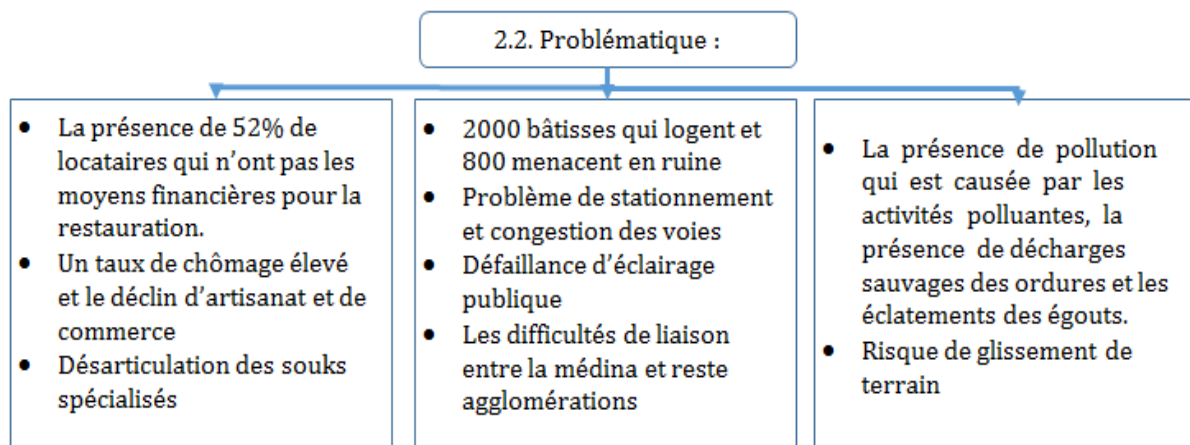 2.2. Problématique :
• La présence de 52% de
locataires qui n'ont pas les
moyens financières pour la
restauration.
• Un taux de chômage élevé
et le déclin d'artisanat et de
commerce
• Désarticulation des souks
spécialisés
• 2000 bâtisses qui logent et
800 menacent en ruine
• Problème de stationnement
et congestion des voies
• Défaillance d'éclairage
publique
• Les difficultés de liaison
entre la médina et reste
agglomérations
• La présence de pollution
qui est causée par les
activités polluantes, la
présence de décharges
sauvages des ordures et les
éclatements des égouts.
• Risque de glissement de
terrain